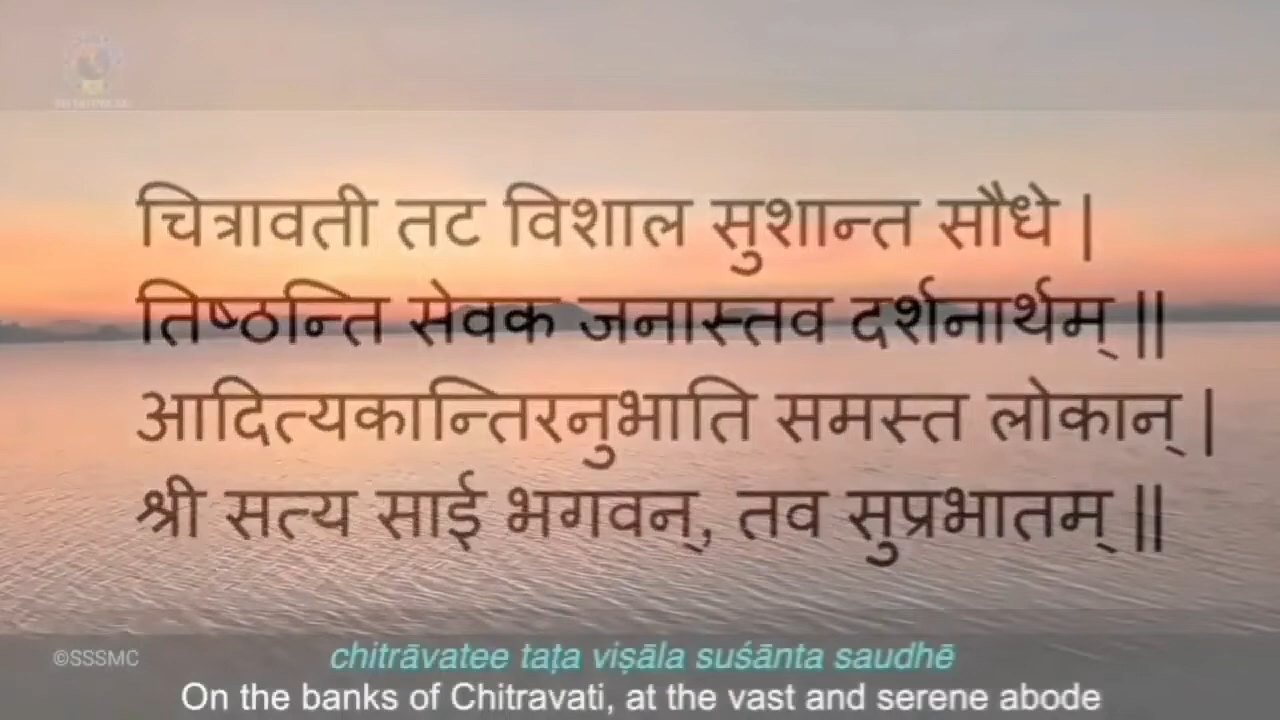 चित्रावती तट विशाल सुशान्त सौधे |
तिष्ठन्ति सेवक जनास्तव दर्शनार्थम् ||
आदित्यकान्तिरनुभाति समस्त लोकान् |
श्री सत्य साई भगवन्, तव सुप्रभातम् ||
©SSSMC
chitrāvatee taṭa viṣāla suśānta saudhē
On the banks of Chitravati, at the vast and serene abode